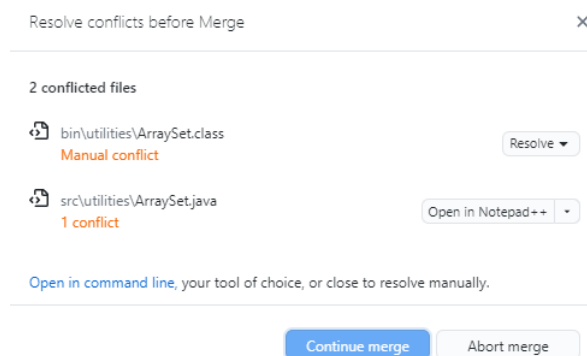 Resolve conflicts before Merge
2 conflicted files
bin\utilities\ArraySet.class
Manual conflict
Resolve
src\utilities\ArraySet.java
1 conflict
Open in Notepad++
Open in command line, your tool of choice, or close to resolve manually.
Continue merge
Abort merge